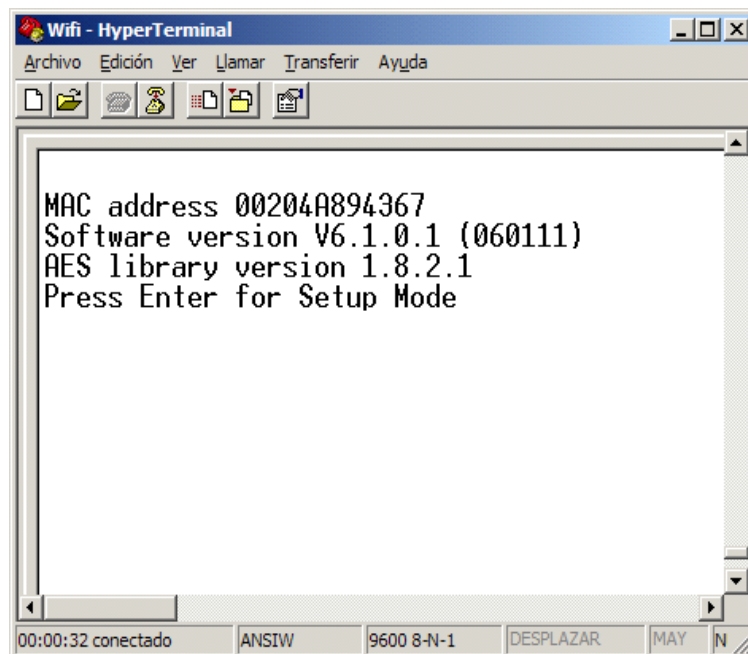 Wifi - HyperTerminal
Archivo Edición Ver Llamar Transferir Ayuda
MAC address 00204A894367
Software version V6.1.0.1 (060111)
AES library version 1.8.2.1
Press Enter for Setup Mode
00:00:32 conectado ANSIW 9600 8-N-1 DESPLAZAR MAY N